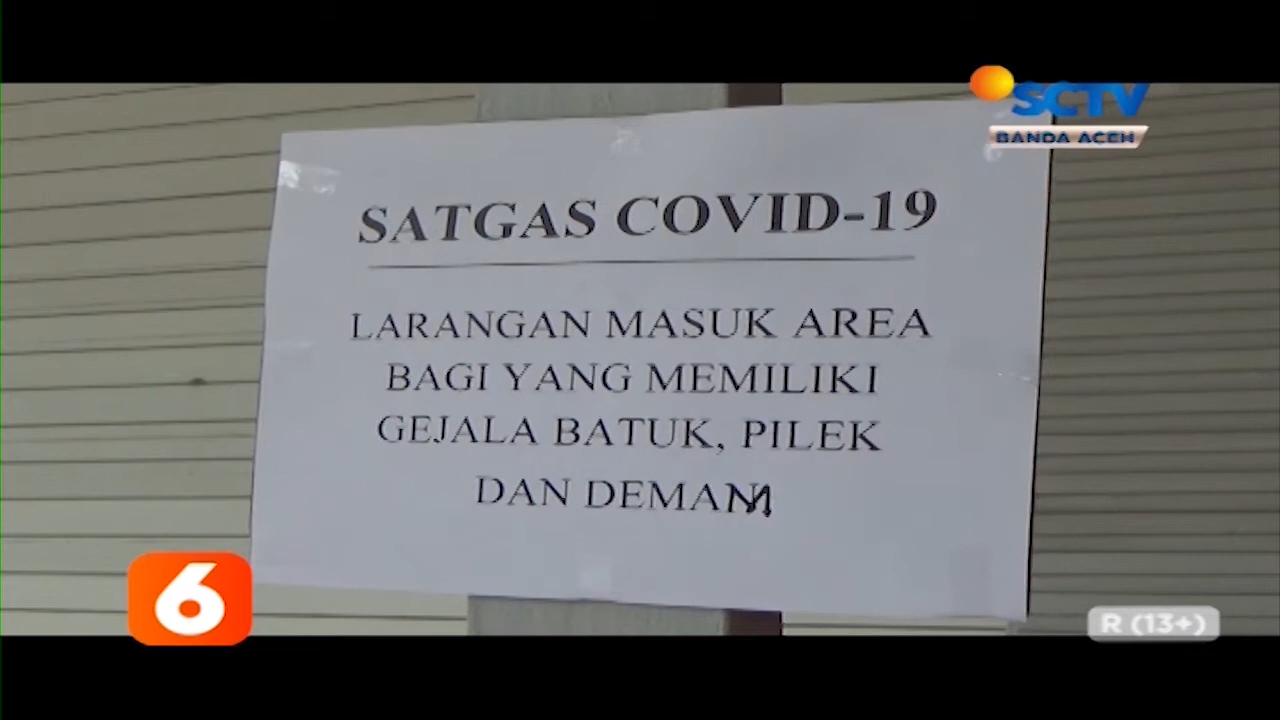 SCTV
BANDA ACEH
SATGAS COVID-19
LARANGAN MASUK AREA
BAGI YANG MEMILIKI
GEJALA BATUK, PILEK
DAN DEMAM
6
R (13+)